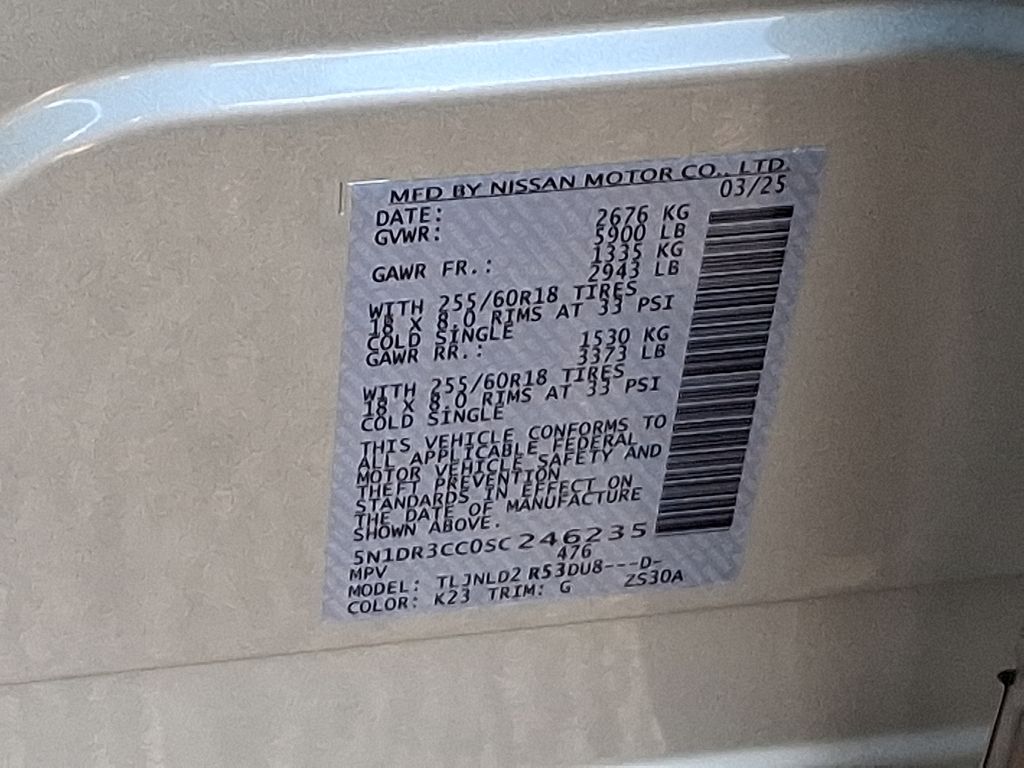 MFD BY NISSAN MOTOR CO., LTD.
DATE: 03/25
GVWR: 2676 KG
5900 LB
GAWR FR.: 1335 KG
2943 LB
WITH 255/60R18 TIRES
18 X 8.0 RIMS AT 33 PSI
COLD SINGLE
GAWR RR.: 1530 KG
3373 LB
WITH 255/60R18 TIRES
18 X 8.0 RIMS AT 33 PSI
COLD SINGLE
THIS VEHICLE CONFORMS TO
ALL APPLICABLE FEDERAL
MOTOR VEHICLE SAFETY AND
THEFT PREVENTION
STANDARDS IN EFFECT ON
THE DATE OF MANUFACTURE
SHOWN ABOVE.
5N1DR3CC0SC246235
MPV 476
MODEL: TLJNLD2 R53DU8---D-
COLOR: K23 TRIM: G ZS30A